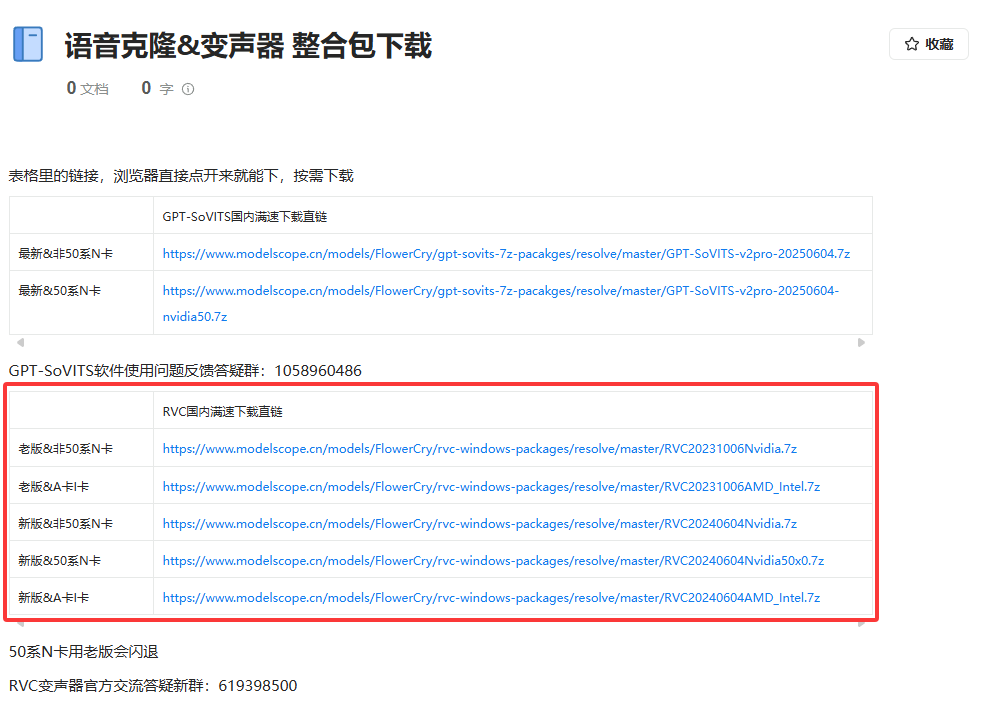 语音克隆&变声器 整合包下载
收藏
0 文档 0 字
表格里的链接，浏览器直接点开来就能下，按需下载
GPT-SoVITS国内满速下载直链
最新&非50系N卡 https://www.modelscope.cn/models/FlowerCry/gpt-sovits-7z-pacakges/resolve/master/GPT-SoVITS-v2pro-20250604.7z
最新&50系N卡 https://www.modelscope.cn/models/FlowerCry/gpt-sovits-7z-pacakges/resolve/master/GPT-SoVITS-v2pro-20250604-
nvidia50.7z
GPT-SoVITS软件使用问题反馈答疑群：1058960486
RVC国内满速下载直链
老版&非50系N卡 https://www.modelscope.cn/models/FlowerCry/rvc-windows-packages/resolve/master/RVC20231006Nvidia.7z
老版&A卡I卡 https://www.modelscope.cn/models/FlowerCry/rvc-windows-packages/resolve/master/RVC20231006AMD_Intel.7z
新版&非50系N卡 https://www.modelscope.cn/models/FlowerCry/rvc-windows-packages/resolve/master/RVC20240604Nvidia.7z
新版&50系N卡 https://www.modelscope.cn/models/FlowerCry/rvc-windows-packages/resolve/master/RVC20240604Nvidia50x0.7z
新版&A卡I卡 https://www.modelscope.cn/models/FlowerCry/rvc-windows-packages/resolve/master/RVC20240604AMD_Intel.7z
50系N卡用老版会闪退
RVC变声器官方交流答疑新群：619398500